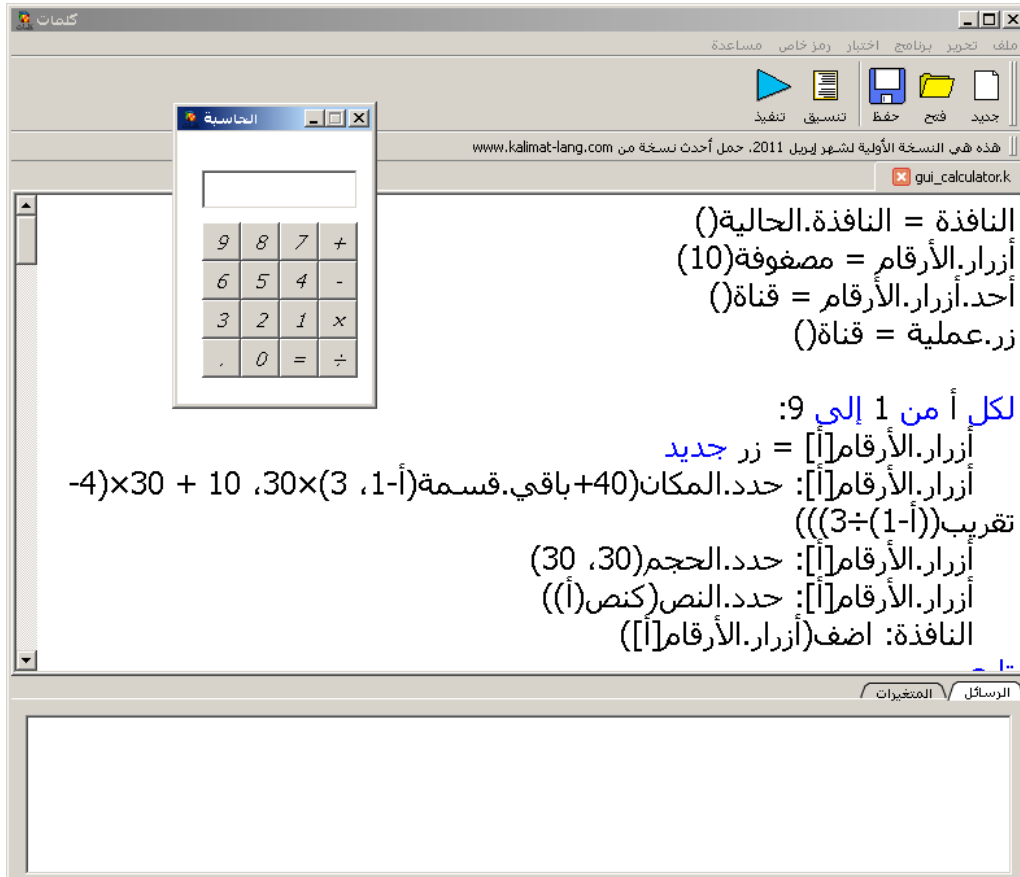 كلمات
ملف تحرير برنامج اختبار رمز خاص مساعدة
جديد فتح حفظ تنسيق تنفيذ
هذه هي النسخة الأولية لشهر إبريل 2011، حمل أحدث نسخة من www.kalimat-lang.com
gui_calculator.k
النافذة = النافذة.الحالية()
أزرار.الأرقام = مصفوفة(10)
أحد.أزرار.الأرقام = قناة()
زر.عملية = قناة()
لكل أ من 1 إلى 9:
أزرار.الأرقام[أ] = زر جديد
أزرار.الأرقام[أ]: حدد.المكان(40+باقي.قسمة(أ-1، 3)×30، 10 + 30×(4-
تقريب((أ-1)÷3)))
أزرار.الأرقام[أ]: حدد.الحجم(30، 30)
أزرار.الأرقام[أ]: حدد.النص(كنص(أ))
النافذة: اضف(أزرار.الأرقام[أ])
الحاسبة
9 8 7 +
6 5 4 -
3 2 1 x
. 0 = ÷
الرسائل المتغيرات